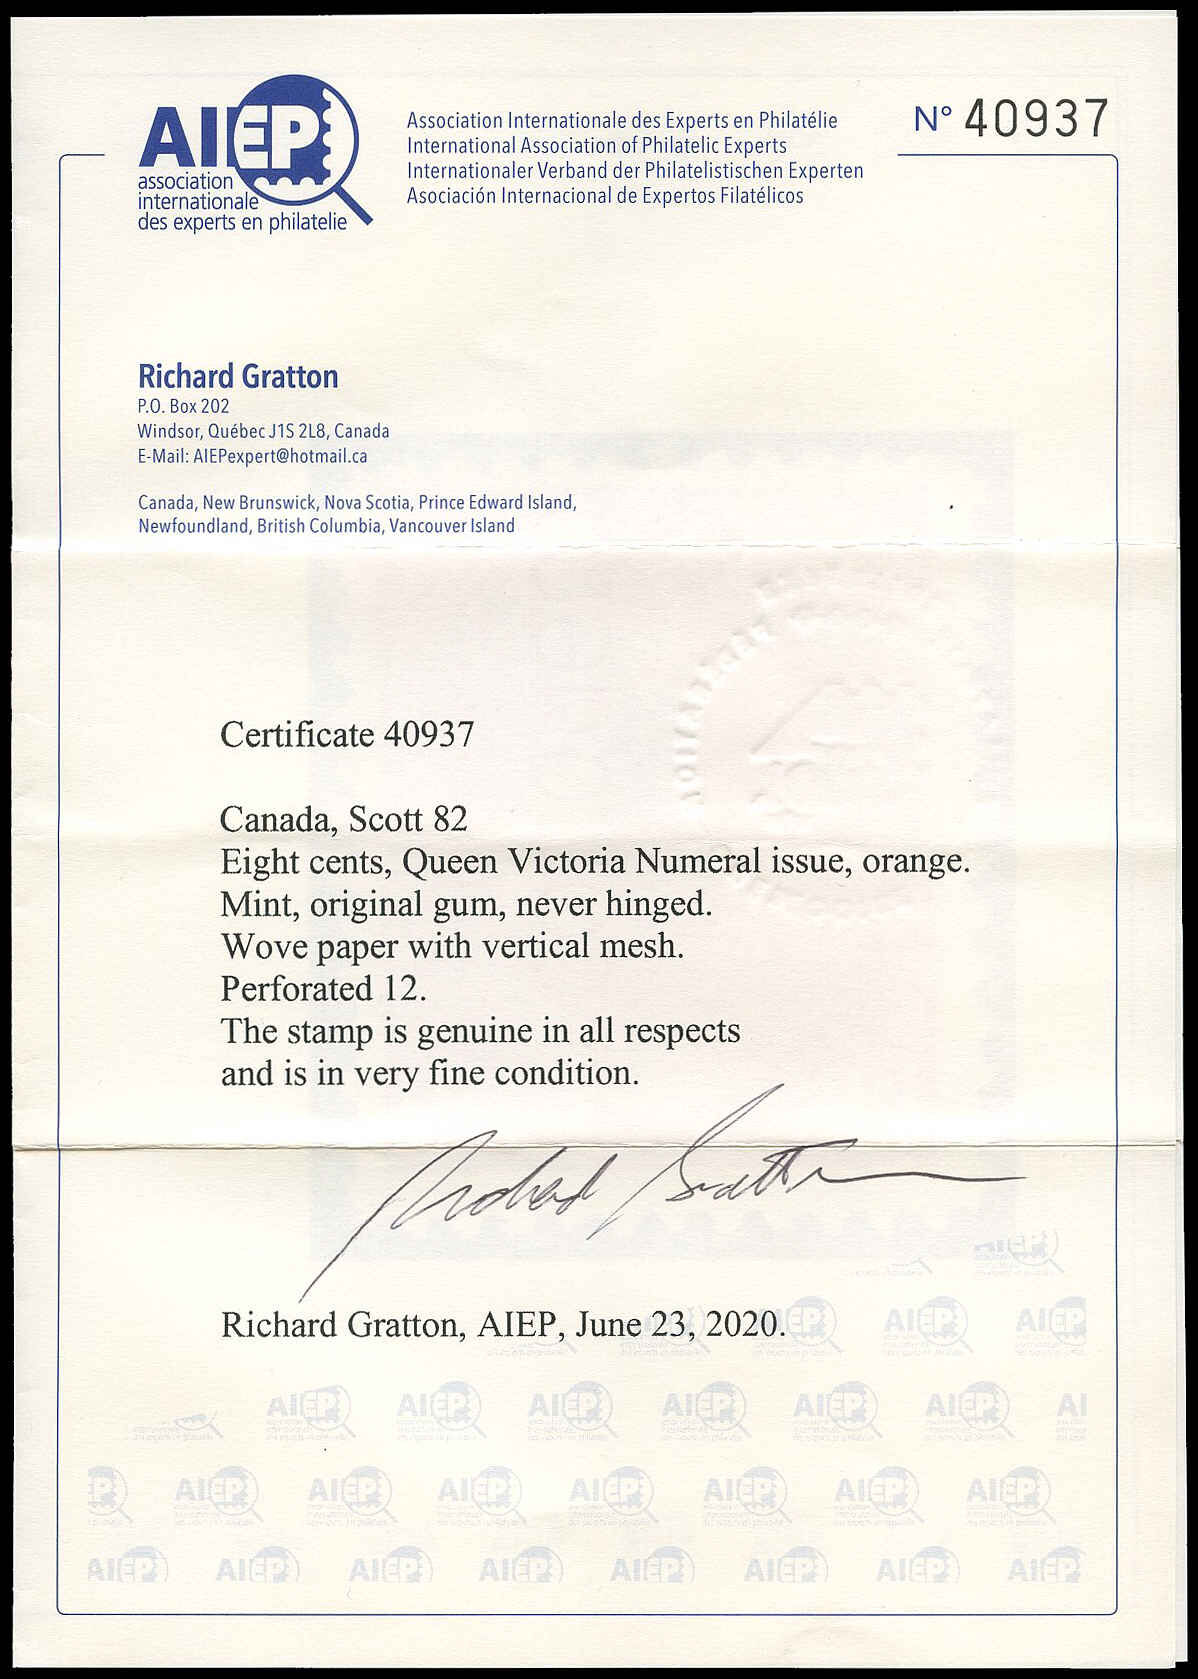 AIEP
association
internationale
des experts en philatelie
Association Internationale des Experts en Philatélie
International Association of Philatelic Experts
Internationaler Verband der Philatelistischen Experten
Asociación Internacional de Expertos Filatélicos
N° 40937
Richard Gratton
P.O. Box 202
Windsor, Québec J1S 2L8, Canada
E-Mail: AIEPexpert@hotmail.ca
Canada, New Brunswick, Nova Scotia, Prince Edward Island,
Newfoundland, British Columbia, Vancouver Island
Certificate 40937
Canada, Scott 82
Eight cents, Queen Victoria Numeral issue, orange.
Mint, original gum, never hinged.
Wove paper with vertical mesh.
Perforated 12.
The stamp is genuine in all respects
and is in very fine condition.
Richard Gratton
Richard Gratton, AIEP, June 23, 2020.